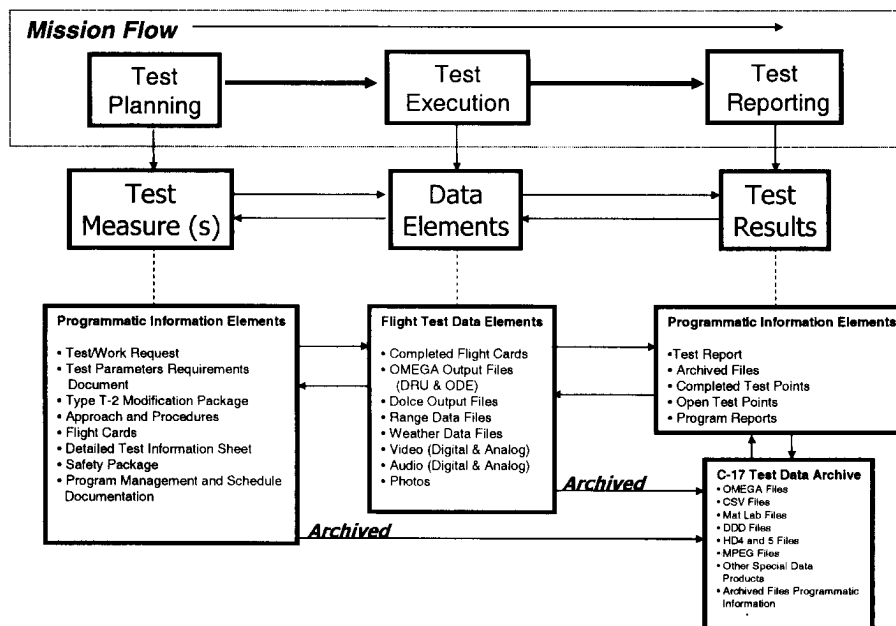 Mission Flow
Test
Planning
Test
Execution
Test
Reporting
Test
Measure (s)
Data
Elements
Test
Results
Programmatic Information Elements
• Test/Work Request
• Test Parameters Requirements
Document
• Type T-2 Modification Package
• Approach and Procedures
• Flight Cards
• Detailed Test Information Sheet
• Safety Package
• Program Management and Schedule
Documentation
Flight Test Data Elements
• Completed Flight Cards
• OMEGA Output Files
(DRU & ODE)
• Dolce Output Files
• Range Data Files
• Weather Data Files
• Video (Digital & Analog)
• Audio (Digital & Analog)
• Photos
Programmatic Information Elements
•Test Report
• Archived Files
• Completed Test Points
• Open Test Points
• Program Reports
Archived
Archived
C-17 Test Data Archive
• OMEGA Files
• CSV Files
• Mat Lab Files
• DDD Files
• HD4 and 5 Files
• MPEG Files
• Other Special Data
Products
• Archived Files Programmatic
Information